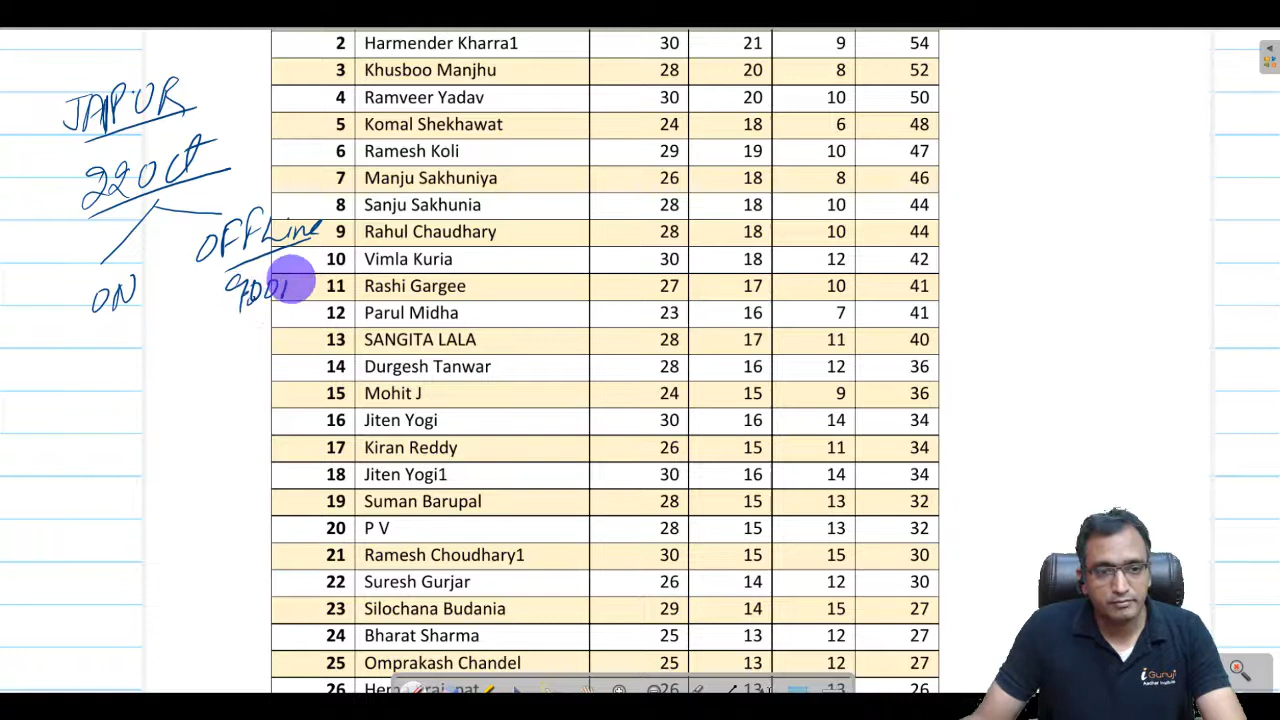 2 Harmender Kharra1 30 21 9 54
3 Khusboo Manjhu 28 20 8 52
4 Ramveer Yadav 30 20 10 50
5 Komal Shekhawat 24 18 6 48
6 Ramesh Koli 29 19 10 47
7 Manju Sakhuniya 26 18 8 46
8 Sanju Sakhunia 28 18 10 44
9 Rahul Chaudhary 28 18 10 44
10 Vimla Kuria 30 18 12 42
11 Rashi Gargee 27 17 10 41
12 Parul Midha 23 16 7 41
13 SANGITA LALA 28 17 11 40
14 Durgesh Tanwar 28 16 12 36
15 Mohit J 24 15 9 36
16 Jiten Yogi 30 16 14 34
17 Kiran Reddy 26 15 11 34
18 Jiten Yogi1 30 16 14 34
19 Suman Barupal 28 15 13 32
20 P V 28 15 13 32
21 Ramesh Choudhary1 30 15 15 30
22 Suresh Gurjar 26 14 12 30
23 Silochana Budania 29 14 15 27
24 Bharat Sharma 25 13 12 27
25 Omprakash Chandel 25 13 12 27
26 26 13 13 26
JAIPUR
22 Oct
OFFLine
ON
iGuruji